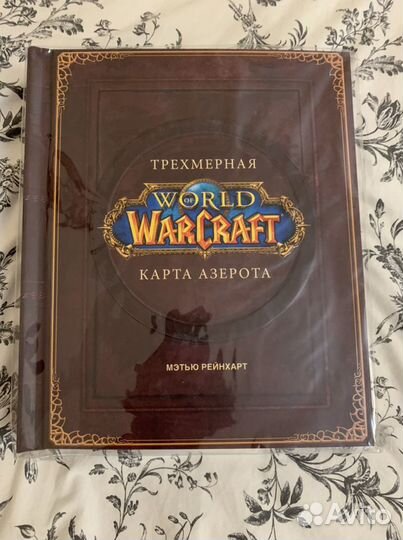 ТРЕХМЕРНАЯ
WORLD
OF
WARCRAFT
КАРТА АЗЕРОТА
МЭТЬЮ РЕЙНХАРТ
Avito